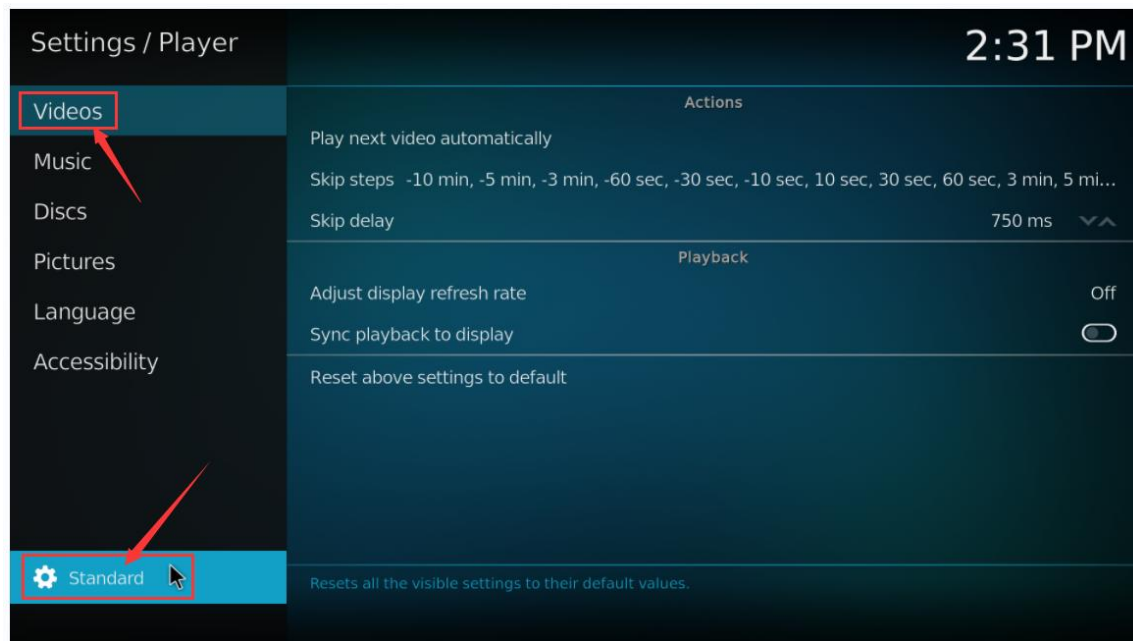 Settings / Player
2:31 PM
Videos
Music
Discs
Pictures
Language
Accessibility
Standard
Actions
Play next video automatically
Skip steps -10 min, -5 min, -3 min, -60 sec, -30 sec, -10 sec, 10 sec, 30 sec, 60 sec, 3 min, 5 mi...
Skip delay 750 ms
Playback
Adjust display refresh rate Off
Sync playback to display
Reset above settings to default
Resets all the visible settings to their default values.